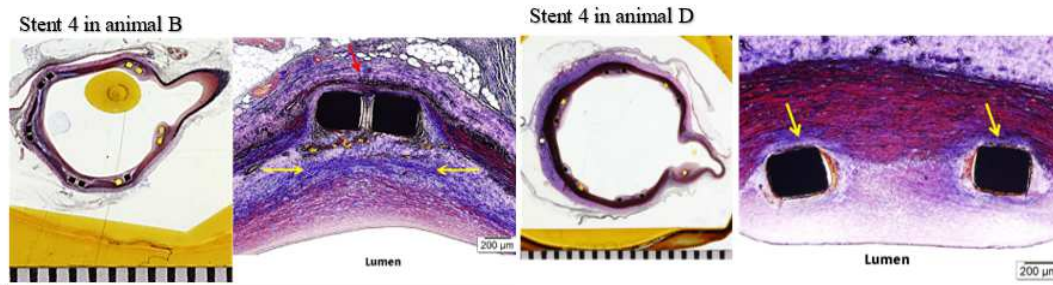 Stent 4 in animal B
Stent 4 in animal D
200 µm
Lumen
Lumen
200 µm